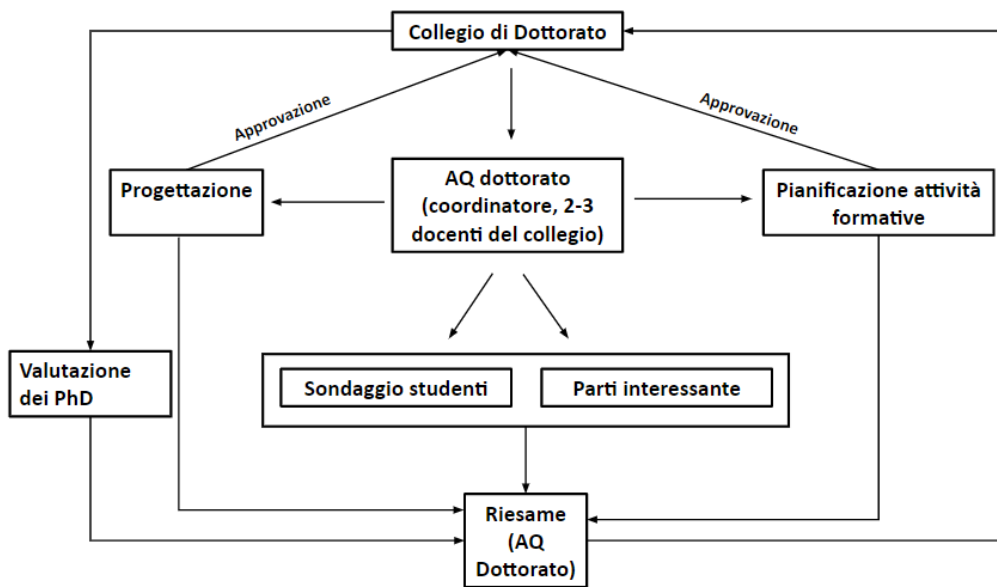 Collegio di Dottorato
Approvazione
Approvazione
Progettazione
AQ dottorato
(coordinatore, 2-3
docenti del collegio)
Pianificazione attività
formative
Valutazione
dei PhD
Sondaggio studenti
Parti interessante
Riesame
(AQ
Dottorato)